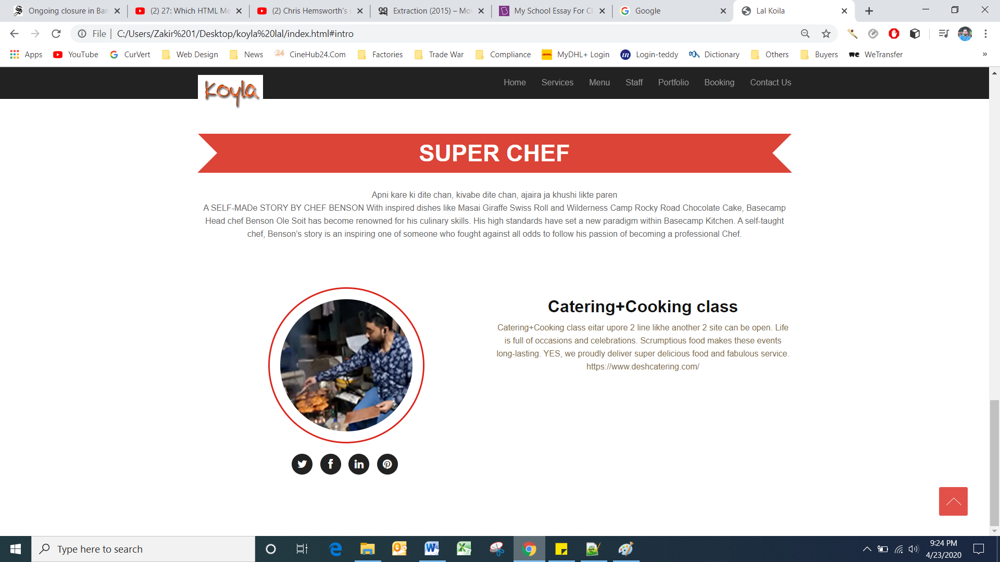 Ongoing closure in Ban
(2) 27: Which HTML Me
(2) Chris Hemsworth's
Extraction (2015) – Mov
My School Essay For Cl
Google
Lal Koila
File
C:/Users/Zakir%201/Desktop/koyla%20lal/index.html#intro
Apps
YouTube
CurVert
Web Design
News
CineHub24.Com
Factories
Trade War
Compliance
MyDHL+ Login
Login-teddy
Dictionary
Others
Buyers
WeTransfer
»
Koyla
Home
Services
Menu
Staff
Portfolio
Booking
Contact Us
SUPER CHEF
Apni kare ki dite chan, kivabe dite chan, ajaira ja khushi likte paren
A SELF-MADe STORY BY CHEF BENSON With inspired dishes like Masai Giraffe Swiss Roll and Wilderness Camp Rocky Road Chocolate Cake, Basecamp
Head chef Benson Ole Soit has become renowned for his culinary skills. His high standards have set a new paradigm within Basecamp Kitchen. A self-taught
chef, Benson’s story is an inspiring one of someone who fought against all odds to follow his passion of becoming a professional Chef.
Catering+Cooking class
Catering+Cooking class eitar upore 2 line likhe another 2 site can be open. Life
is full of occasions and celebrations. Scrumptious food makes these events
long-lasting. YES, we proudly deliver super delicious food and fabulous service.
https://www.deshcatering.com/
Type here to search
9:24 PM
4/23/2020